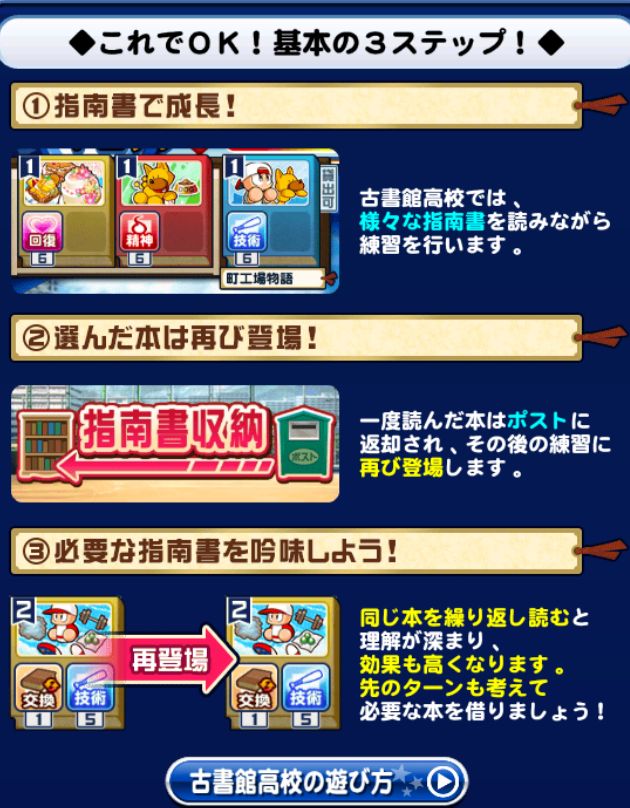 ◆これでOK！基本の3ステップ！◆
①指南書で成長！
1
回復
6
1
精神
6
1
技術
6
貸出可
町工場物語
古書館高校では、
様々な指南書を読みながら
練習を行います。
②選んだ本は再び登場！
指南書収納
ポスト
一度読んだ本はポストに
返却され、その後の練習に
再び登場します。
③必要な指南書を吟味しよう！
2
交換
1
技術
5
再登場
2
交換
1
技術
5
同じ本を繰り返し読むと
理解が深まり、
効果も高くなります。
先のターンも考えて
必要な本を借りましょう！
古書館高校の遊び方